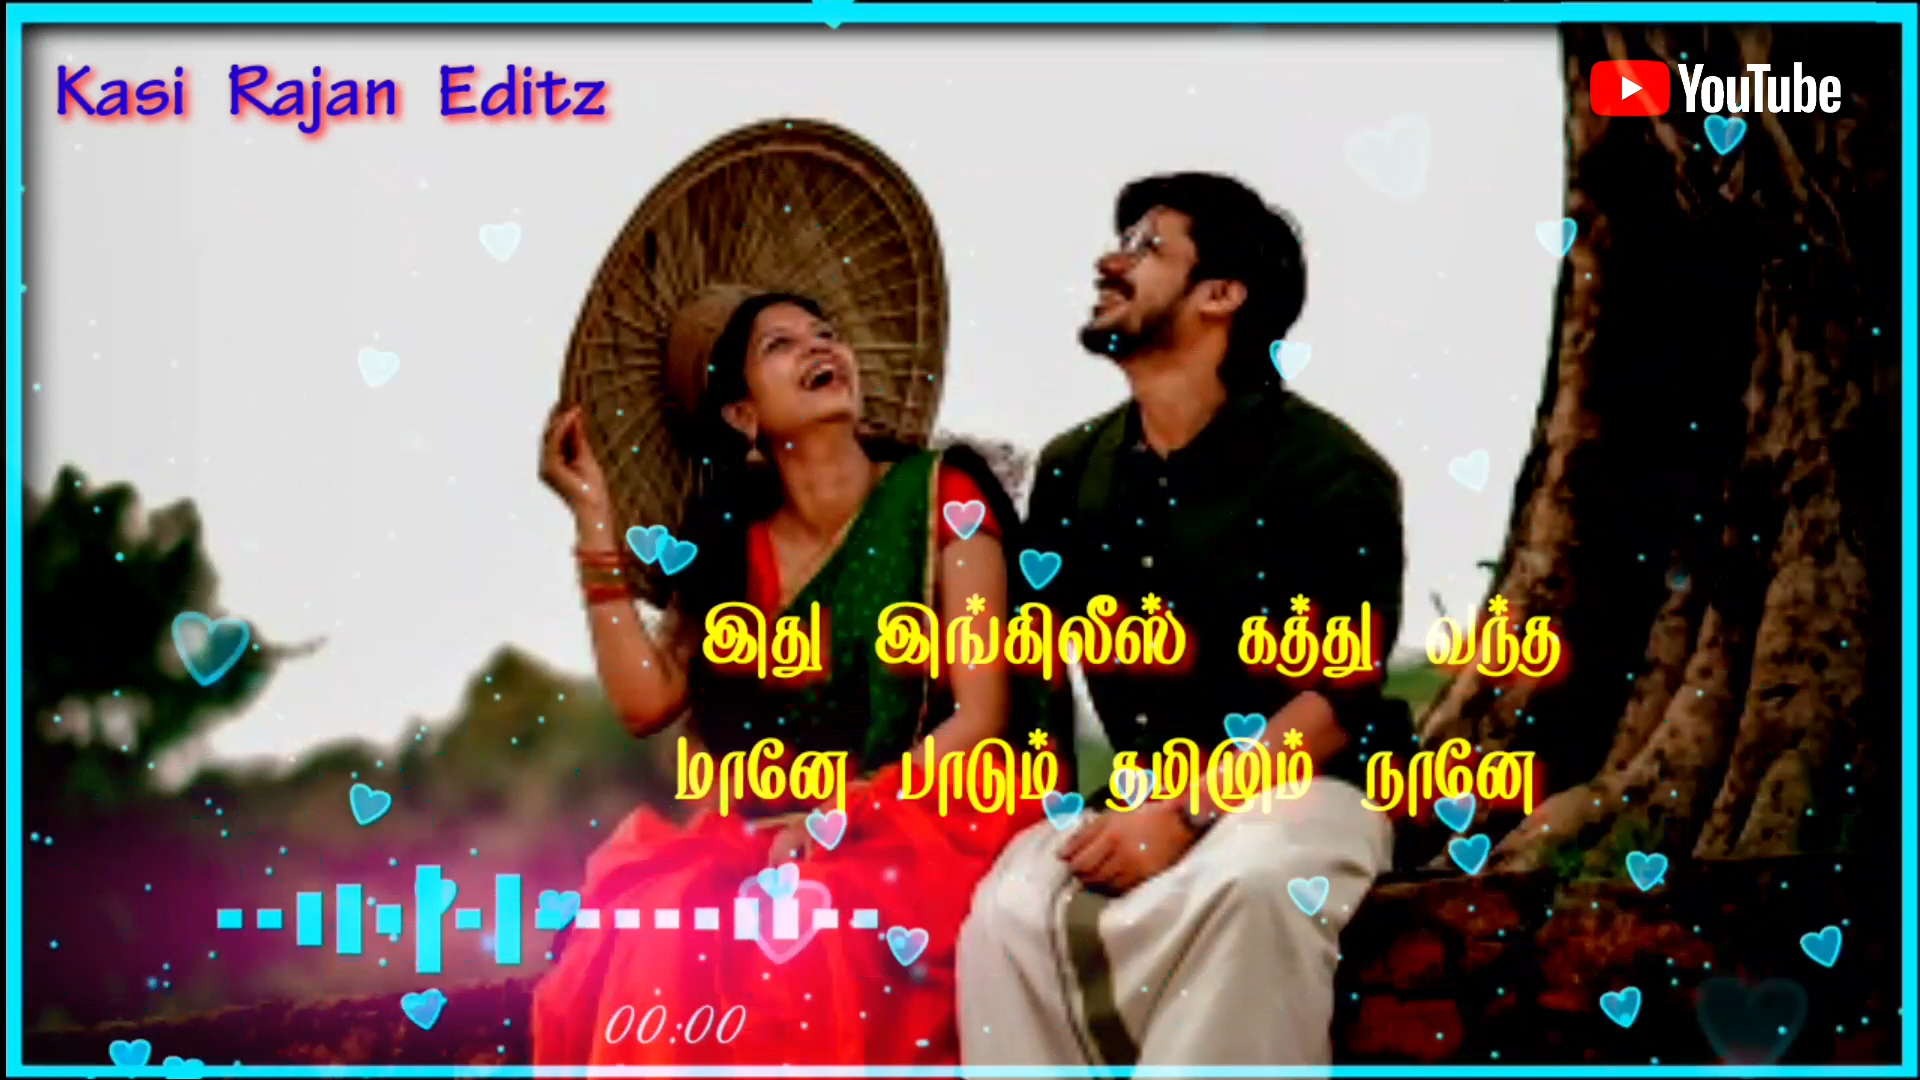 Kasi Rajan Editz
YouTube
இது இங்கிலீஸ் கத்து வந்த
மானே பாடும் தமிழும் நானே
00:00